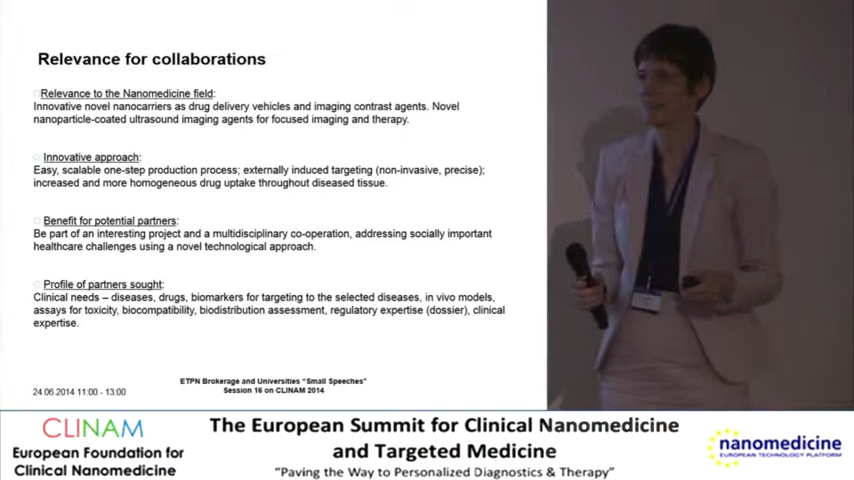 Relevance for collaborations
Relevance to the Nanomedicine field:
Innovative novel nanocarriers as drug delivery vehicles and imaging contrast agents. Novel
nanoparticle-coated ultrasound imaging agents for focused imaging and therapy.
Innovative approach:
Easy, scalable one-step production process; externally induced targeting (non-invasive, precise);
increased and more homogeneous drug uptake throughout diseased tissue.
Benefit for potential partners:
Be part of an interesting project and a multidisciplinary co-operation, addressing socially important
healthcare challenges using a novel technological approach.
Profile of partners sought:
Clinical needs – diseases, drugs, biomarkers for targeting to the selected diseases, in vivo models,
assays for toxicity, biocompatibility, biodistribution assessment, regulatory expertise (dossier), clinical
expertise.
ETPN Brokerage and Universities "Small Speeches"
Session 16 on CLINAM 2014
24.06.2014 11:00 - 13:00
CLINAM
European Foundation for
Clinical Nanomedicine
The European Summit for Clinical Nanomedicine
and Targeted Medicine
"Paving the Way to Personalized Diagnostics & Therapy"
nanomedicine
EUROPEAN TECHNOLOGY PLATFORM